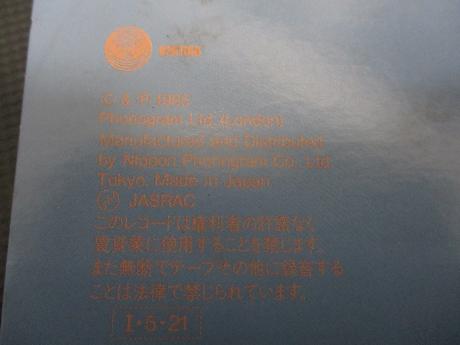 C & P 1985
Phonogram Ltd. (London)
Manufactured and Distributed
by Nippon Phonogram Co., Ltd.
Tokyo. Made in Japan
JASRAC
このレコードは権利者の許諾なく
賃貸業に使用することを禁じます。
また無断でテープその他に録音する
ことは法律で禁じられています。
I・5・21